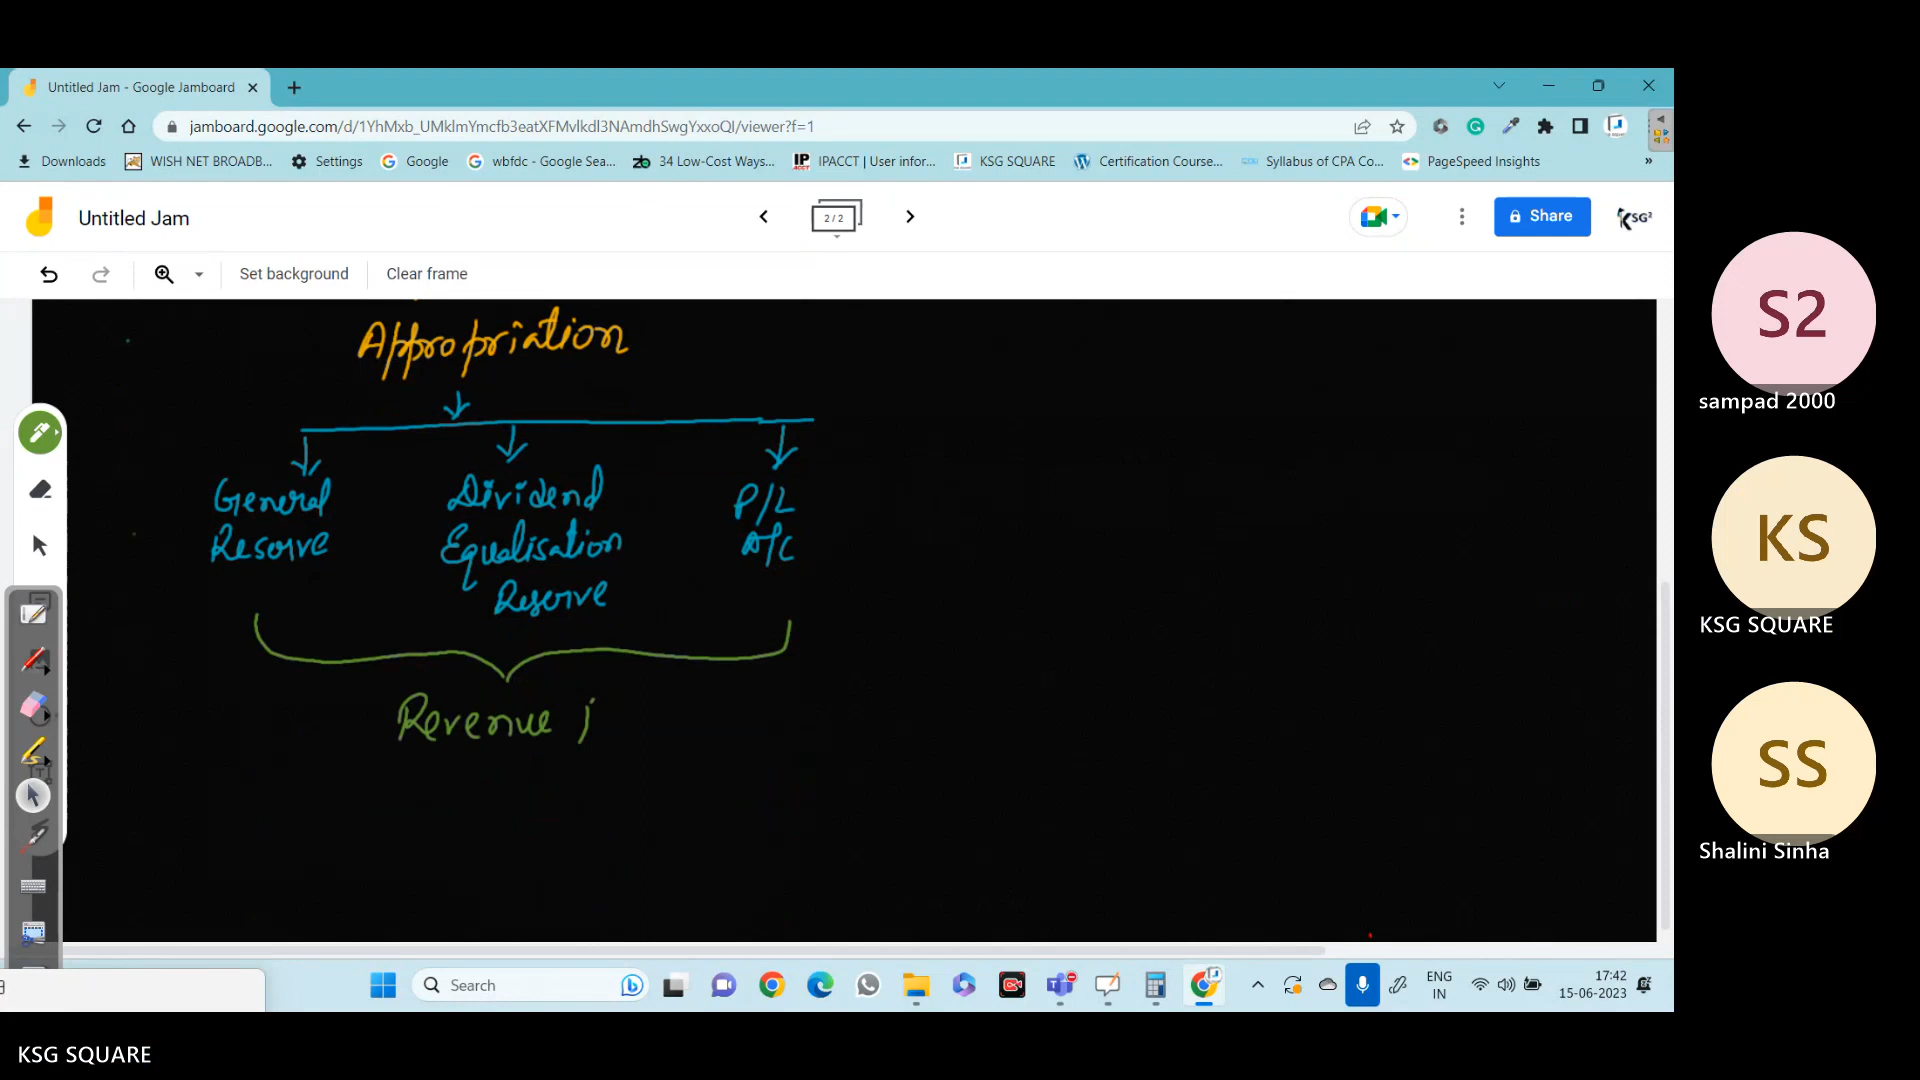 Untitled Jam - Google Jamboard
jamboard.google.com/d/1YhMxb_UMklmYmcfb3eatXFMvlkdl3NAmdhSwgYxxoQI/viewer?f=1
Downloads WISH NET BROADB... Settings Google wbfdc - Google Sea... 34 Low-Cost Ways... IPACCT | User infor... KSG SQUARE Certification Course... Syllabus of CPA Co... PageSpeed Insights »
Untitled Jam
2 / 2
Share
KSG²
Set background
Clear frame
Appropriation
General
Reserve
Dividend
Equalisation
Reserve
P/L
A/C
Revenue
S2
sampad 2000
KS
KSG SQUARE
SS
Shalini Sinha
Search
ENG
IN
17:42
15-06-2023
KSG SQUARE